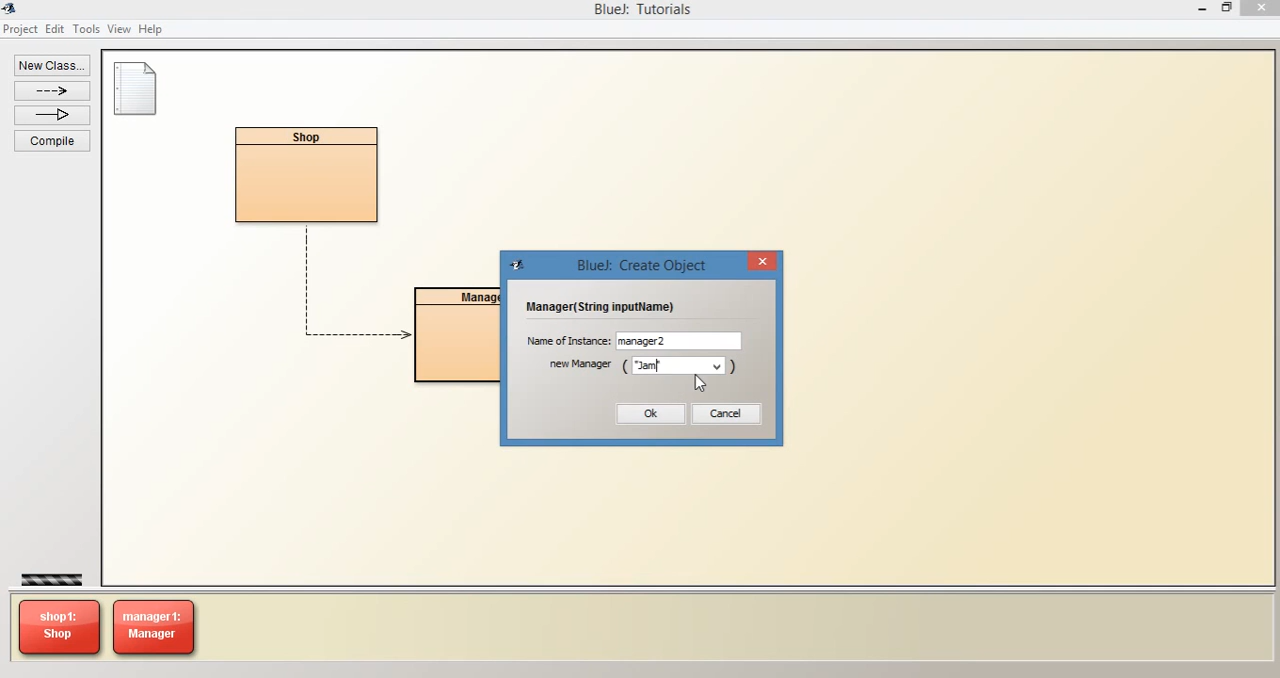 BlueJ: Tutorials
Project Edit Tools View Help
New Class...
Compile
Shop
Manage
BlueJ: Create Object
Manager(String inputName)
Name of Instance: manager2
new Manager ( "Jam" )
Ok Cancel
shop1:
Shop
manager1:
Manager